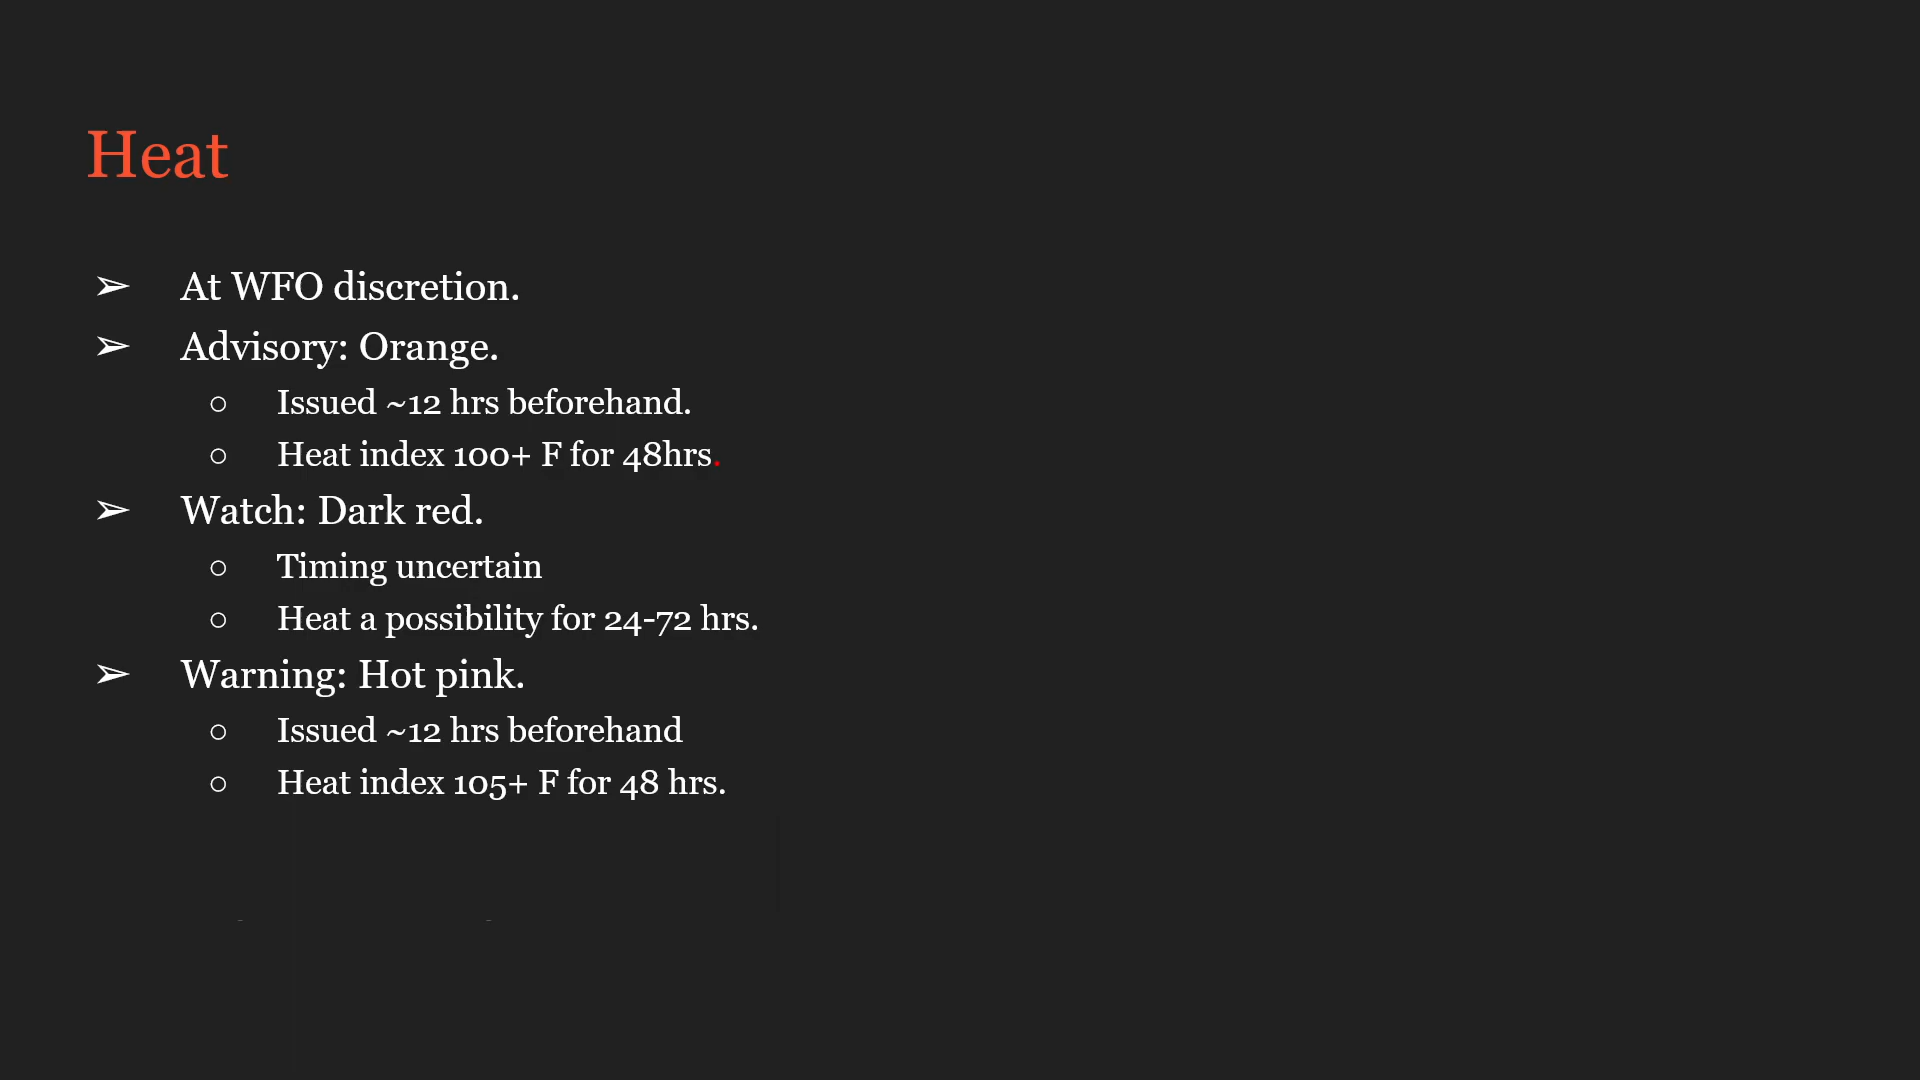 Heat
➢ At WFO discretion.
➢ Advisory: Orange.
○ Issued ~12 hrs beforehand.
○ Heat index 100+ F for 48hrs.
➢ Watch: Dark red.
○ Timing uncertain
○ Heat a possibility for 24-72 hrs.
➢ Warning: Hot pink.
○ Issued ~12 hrs beforehand
○ Heat index 105+ F for 48 hrs.